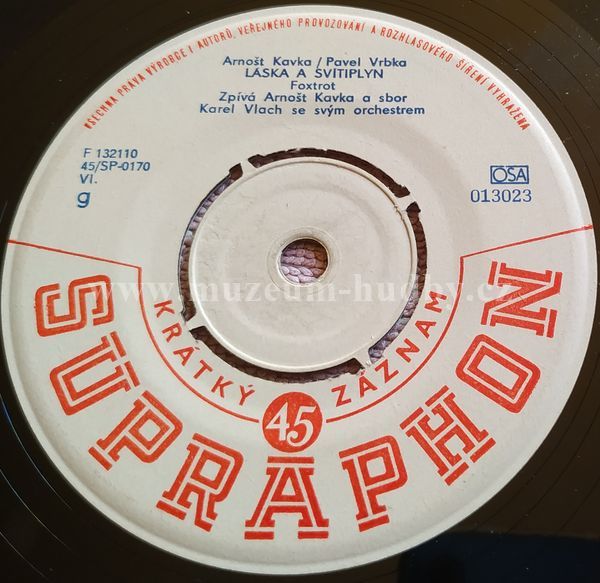 VŠECHNA PRÁVA VÝROBCE I AUTORŮ, VEŘEJNÉHO PROVOZOVÁNÍ A ROZHLASOVÉHO ŠÍŘENÍ VYHRAŽENA
Arnošt Kavka / Pavel Vrbka
LÁSKA A SVÍTIPLYN
Foxtrot
Zpívá Arnošt Kavka a sbor
Karel Vlach se svým orchestrem
F 132110
45/SP-0170
VI.
g
OSA
013023
www.muzeum-hudby.cz
KRÁTKÝ 45 ZÁZNAM
SUPRAPHON